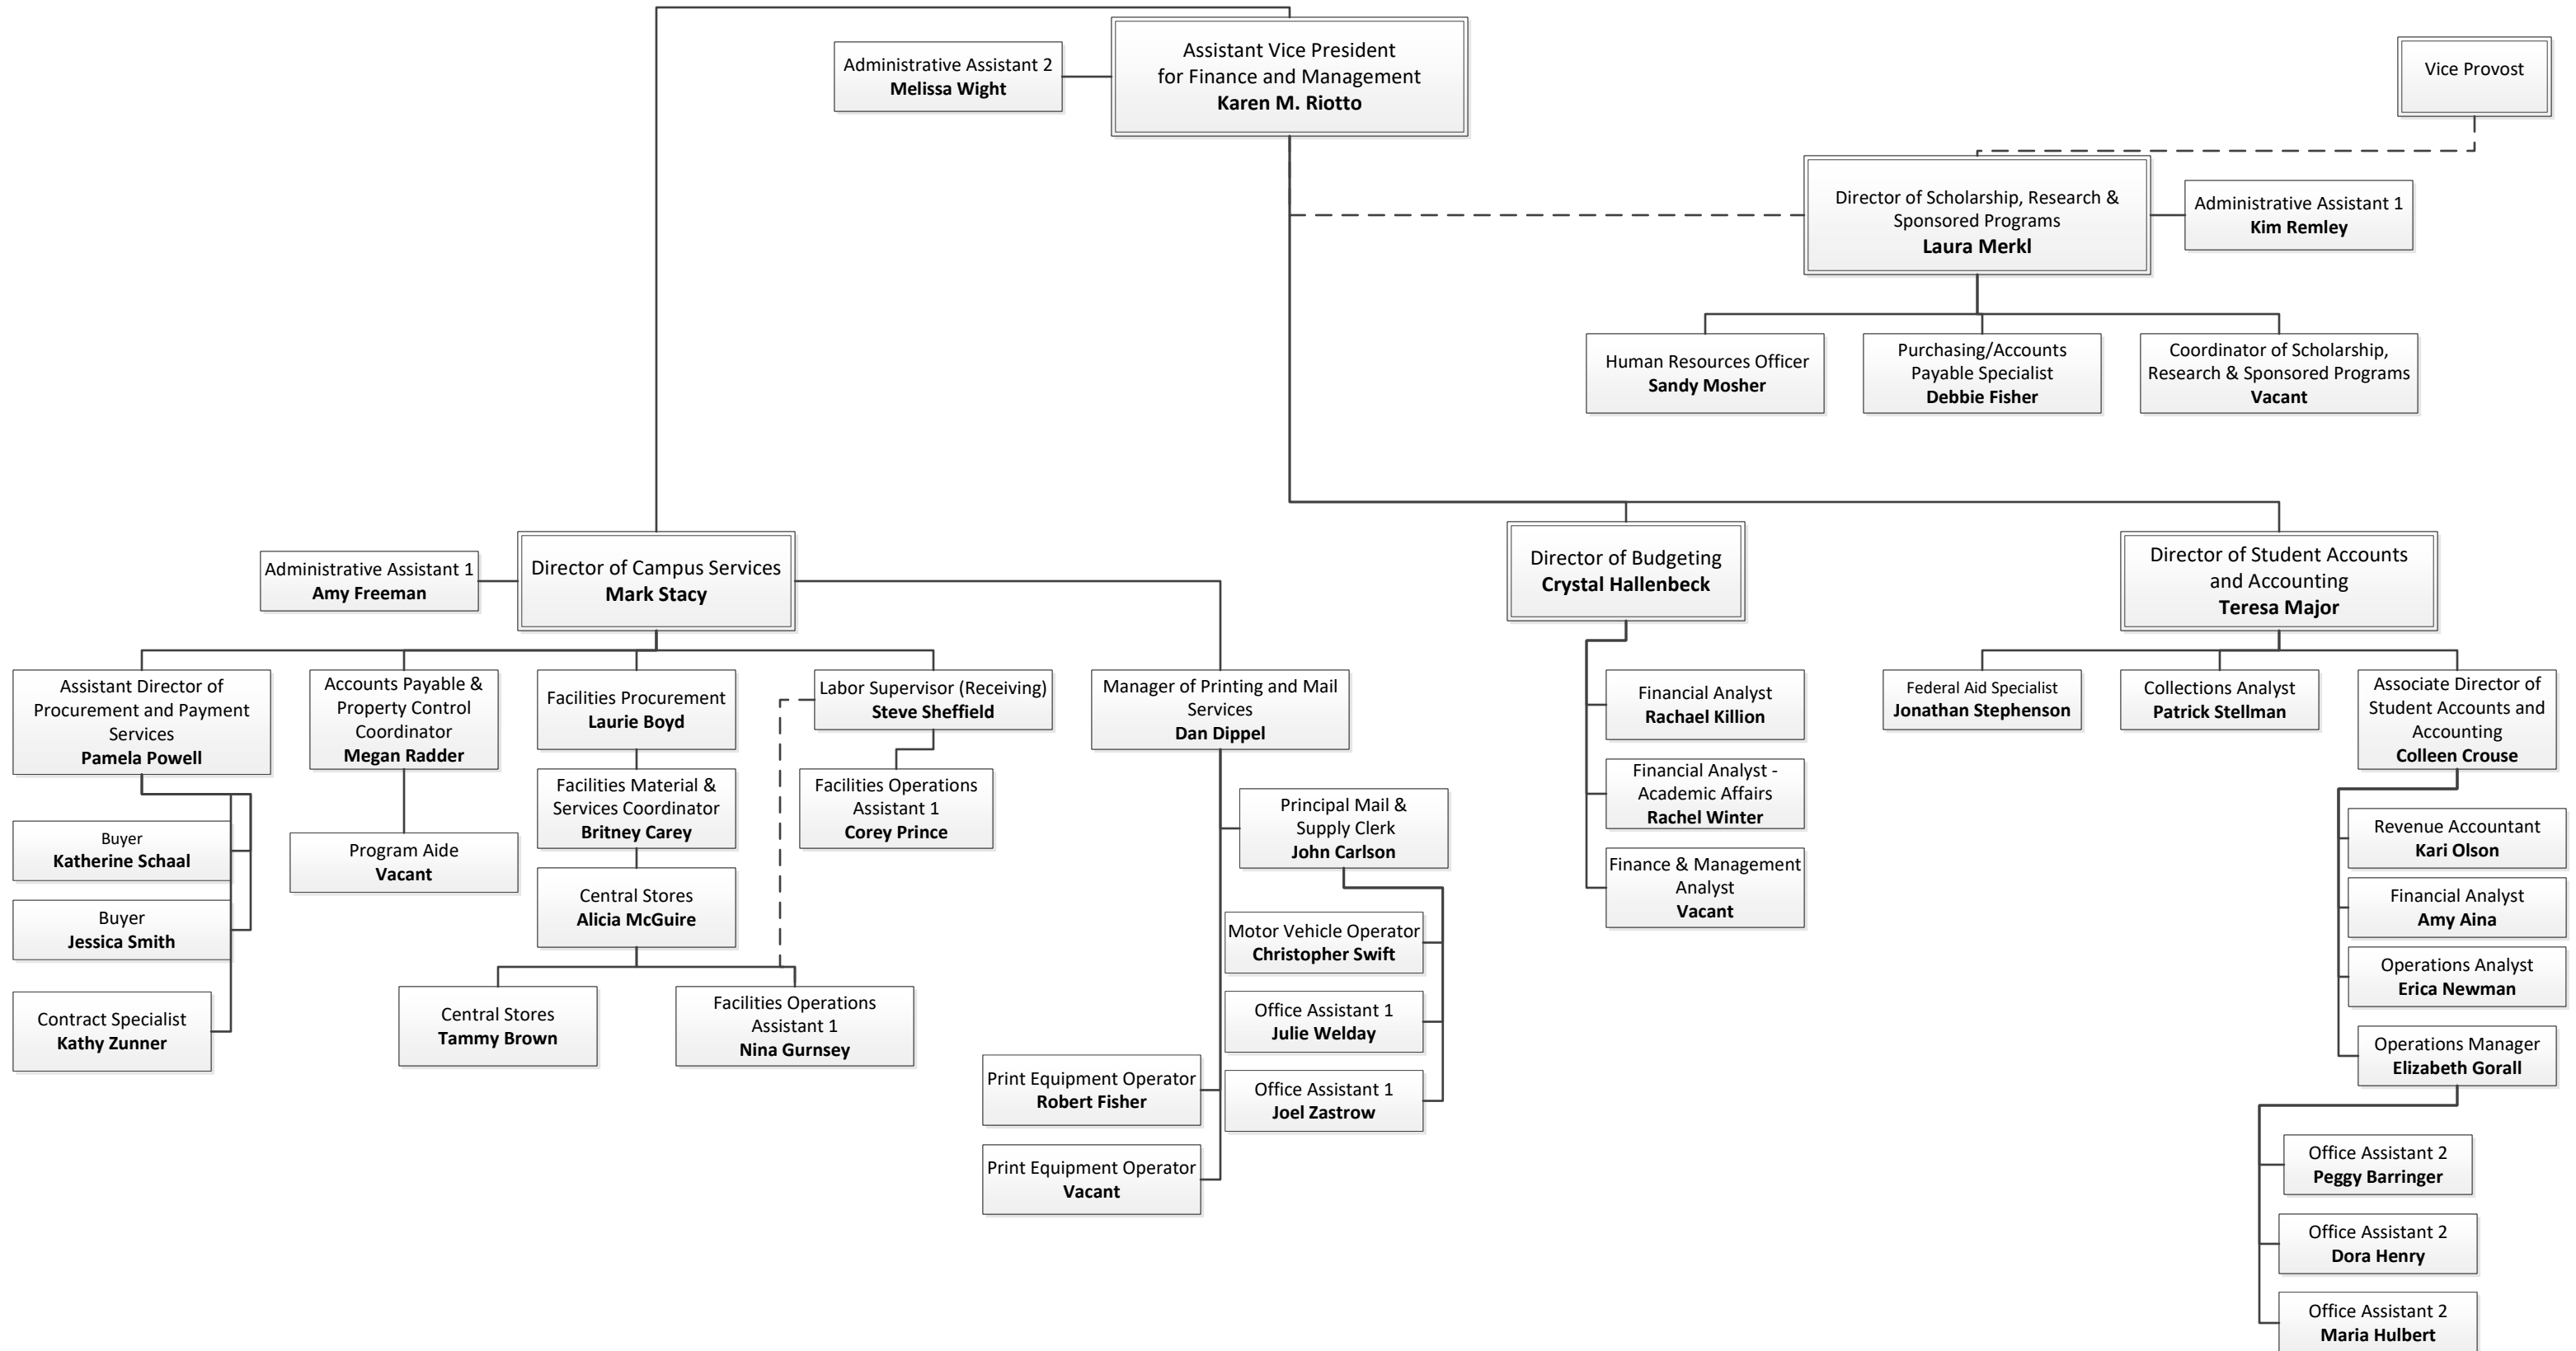 Assistant Vice President
for Finance and Management
Karen M. Riotto
Administrative Assistant 2
Melissa Wight
Vice Provost
Director of Scholarship, Research &
Sponsored Programs
Laura Merkl
Administrative Assistant 1
Kim Remley
Human Resources Officer
Sandy Mosher
Purchasing/Accounts
Payable Specialist
Debbie Fisher
Coordinator of Scholarship,
Research & Sponsored Programs
Vacant
Administrative Assistant 1
Amy Freeman
Director of Campus Services
Mark Stacy
Director of Budgeting
Crystal Hallenbeck
Director of Student Accounts
and Accounting
Teresa Major
Assistant Director of
Procurement and Payment
Services
Pamela Powell
Accounts Payable &
Property Control
Coordinator
Megan Radder
Facilities Procurement
Laurie Boyd
Labor Supervisor (Receiving)
Steve Sheffield
Manager of Printing and Mail
Services
Dan Dippel
Financial Analyst
Rachael Killion
Federal Aid Specialist
Jonathan Stephenson
Collections Analyst
Patrick Stellman
Associate Director of
Student Accounts and
Accounting
Colleen Crouse
Buyer
Katherine Schaal
Buyer
Jessica Smith
Contract Specialist
Kathy Zunner
Program Aide
Vacant
Facilities Material &
Services Coordinator
Britney Carey
Central Stores
Alicia McGuire
Central Stores
Tammy Brown
Facilities Operations
Assistant 1
Nina Gurnsey
Facilities Operations
Assistant 1
Corey Prince
Principal Mail &
Supply Clerk
John Carlson
Motor Vehicle Operator
Christopher Swift
Office Assistant 1
Julie Welday
Office Assistant 1
Joel Zastrow
Print Equipment Operator
Robert Fisher
Print Equipment Operator
Vacant
Financial Analyst -
Academic Affairs
Rachel Winter
Finance & Management
Analyst
Vacant
Revenue Accountant
Kari Olson
Financial Analyst
Amy Aina
Operations Analyst
Erica Newman
Operations Manager
Elizabeth Gorall
Office Assistant 2
Peggy Barringer
Office Assistant 2
Dora Henry
Office Assistant 2
Maria Hulbert